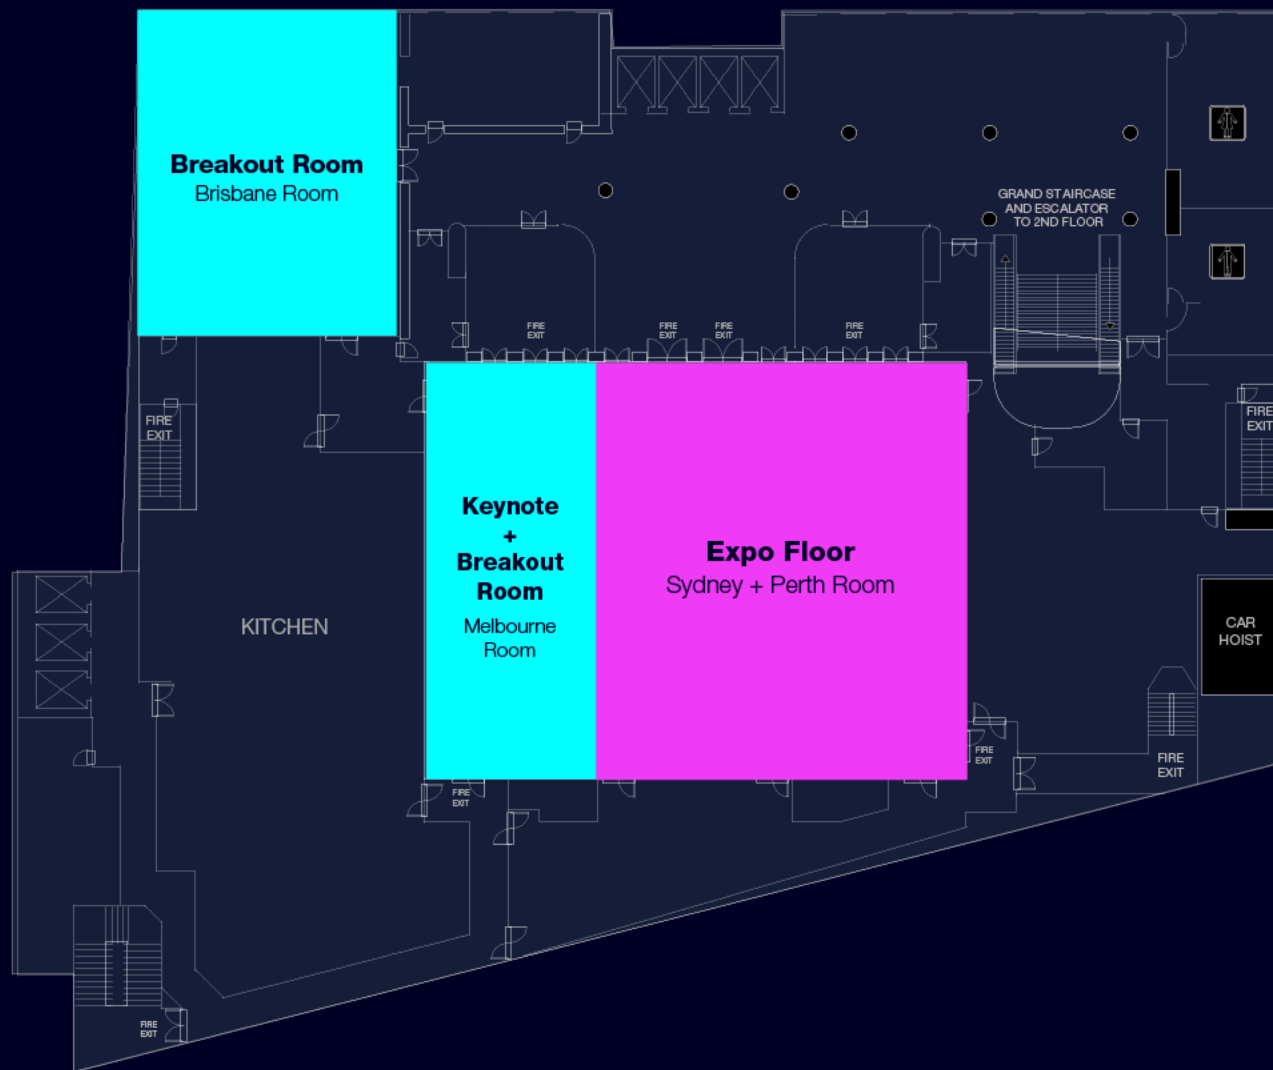 Breakout Room
Brisbane Room
GRAND STAIRCASE
AND ESCALATOR
TO 2ND FLOOR
FIRE
EXIT
FIRE
EXIT
FIRE
EXIT
FIRE
EXIT
FIRE
EXIT
FIRE
EXIT
Keynote
+
Breakout
Room
Melbourne
Room
Expo Floor
Sydney + Perth Room
KITCHEN
CAR
HOIST
FIRE
EXIT
FIRE
EXIT
FIRE
EXIT
FIRE
EXIT